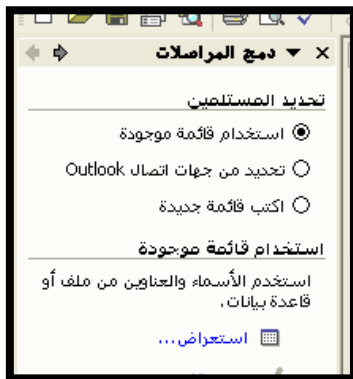 دمج المراسلات
تحديد المستلمين
استخدام قائمة موجودة
تحديد من جهات اتصال Outlook
اكتب قائمة جديدة
استخدام قائمة موجودة
استخدم الأسماء والعناوين من ملف أو
قاعدة بيانات.
استعراض...